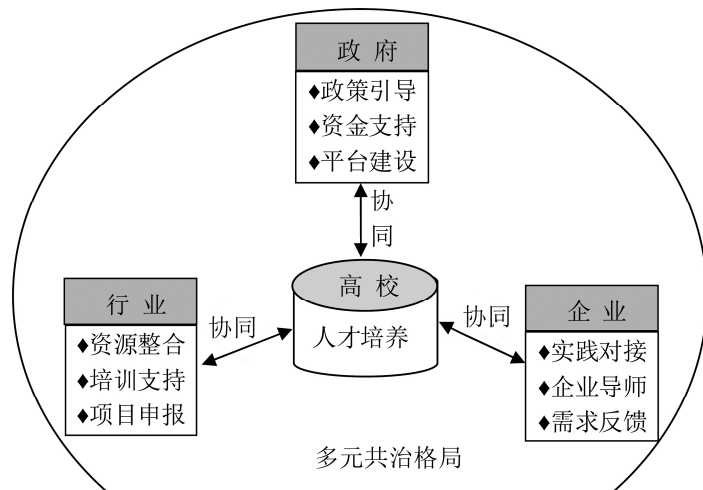 政 府
♦政策引导
♦资金支持
♦平台建设
协
同
高 校
人才培养
行 业
♦资源整合
♦培训支持
♦项目申报
协同
协同
企 业
♦实践对接
♦企业导师
♦需求反馈
多元共治格局